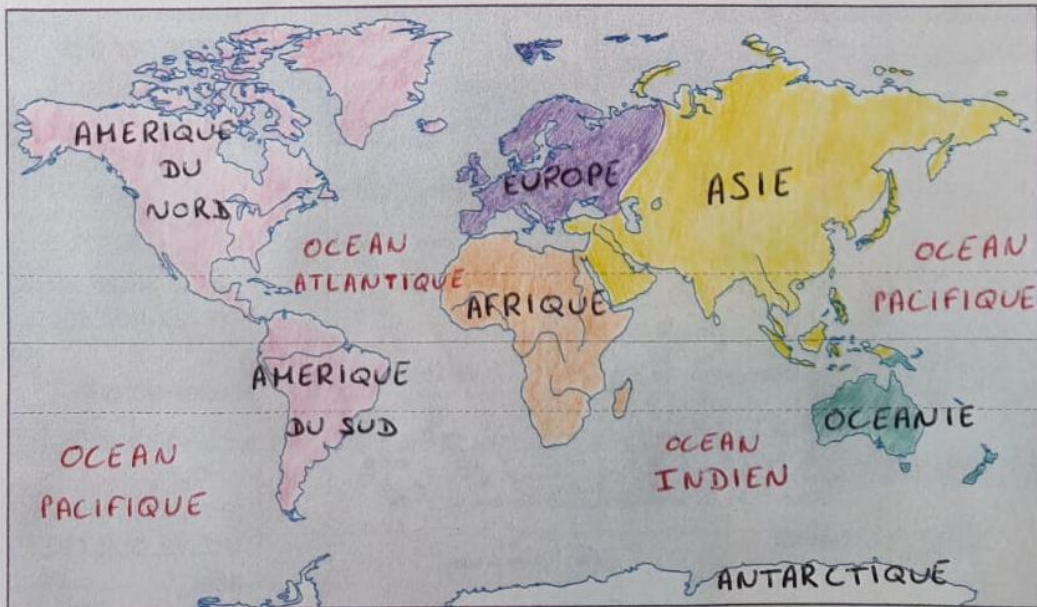 AMERIQUE
DU
NORD
EUROPE
ASIE
OCEAN
ATLANTIQUE
OCEAN
PACIFIQUE
AFRIQUE
AMERIQUE
DU SUD
OCEANIE
OCEAN
PACIFIQUE
OCEAN
INDIEN
ANTARCTIQUE